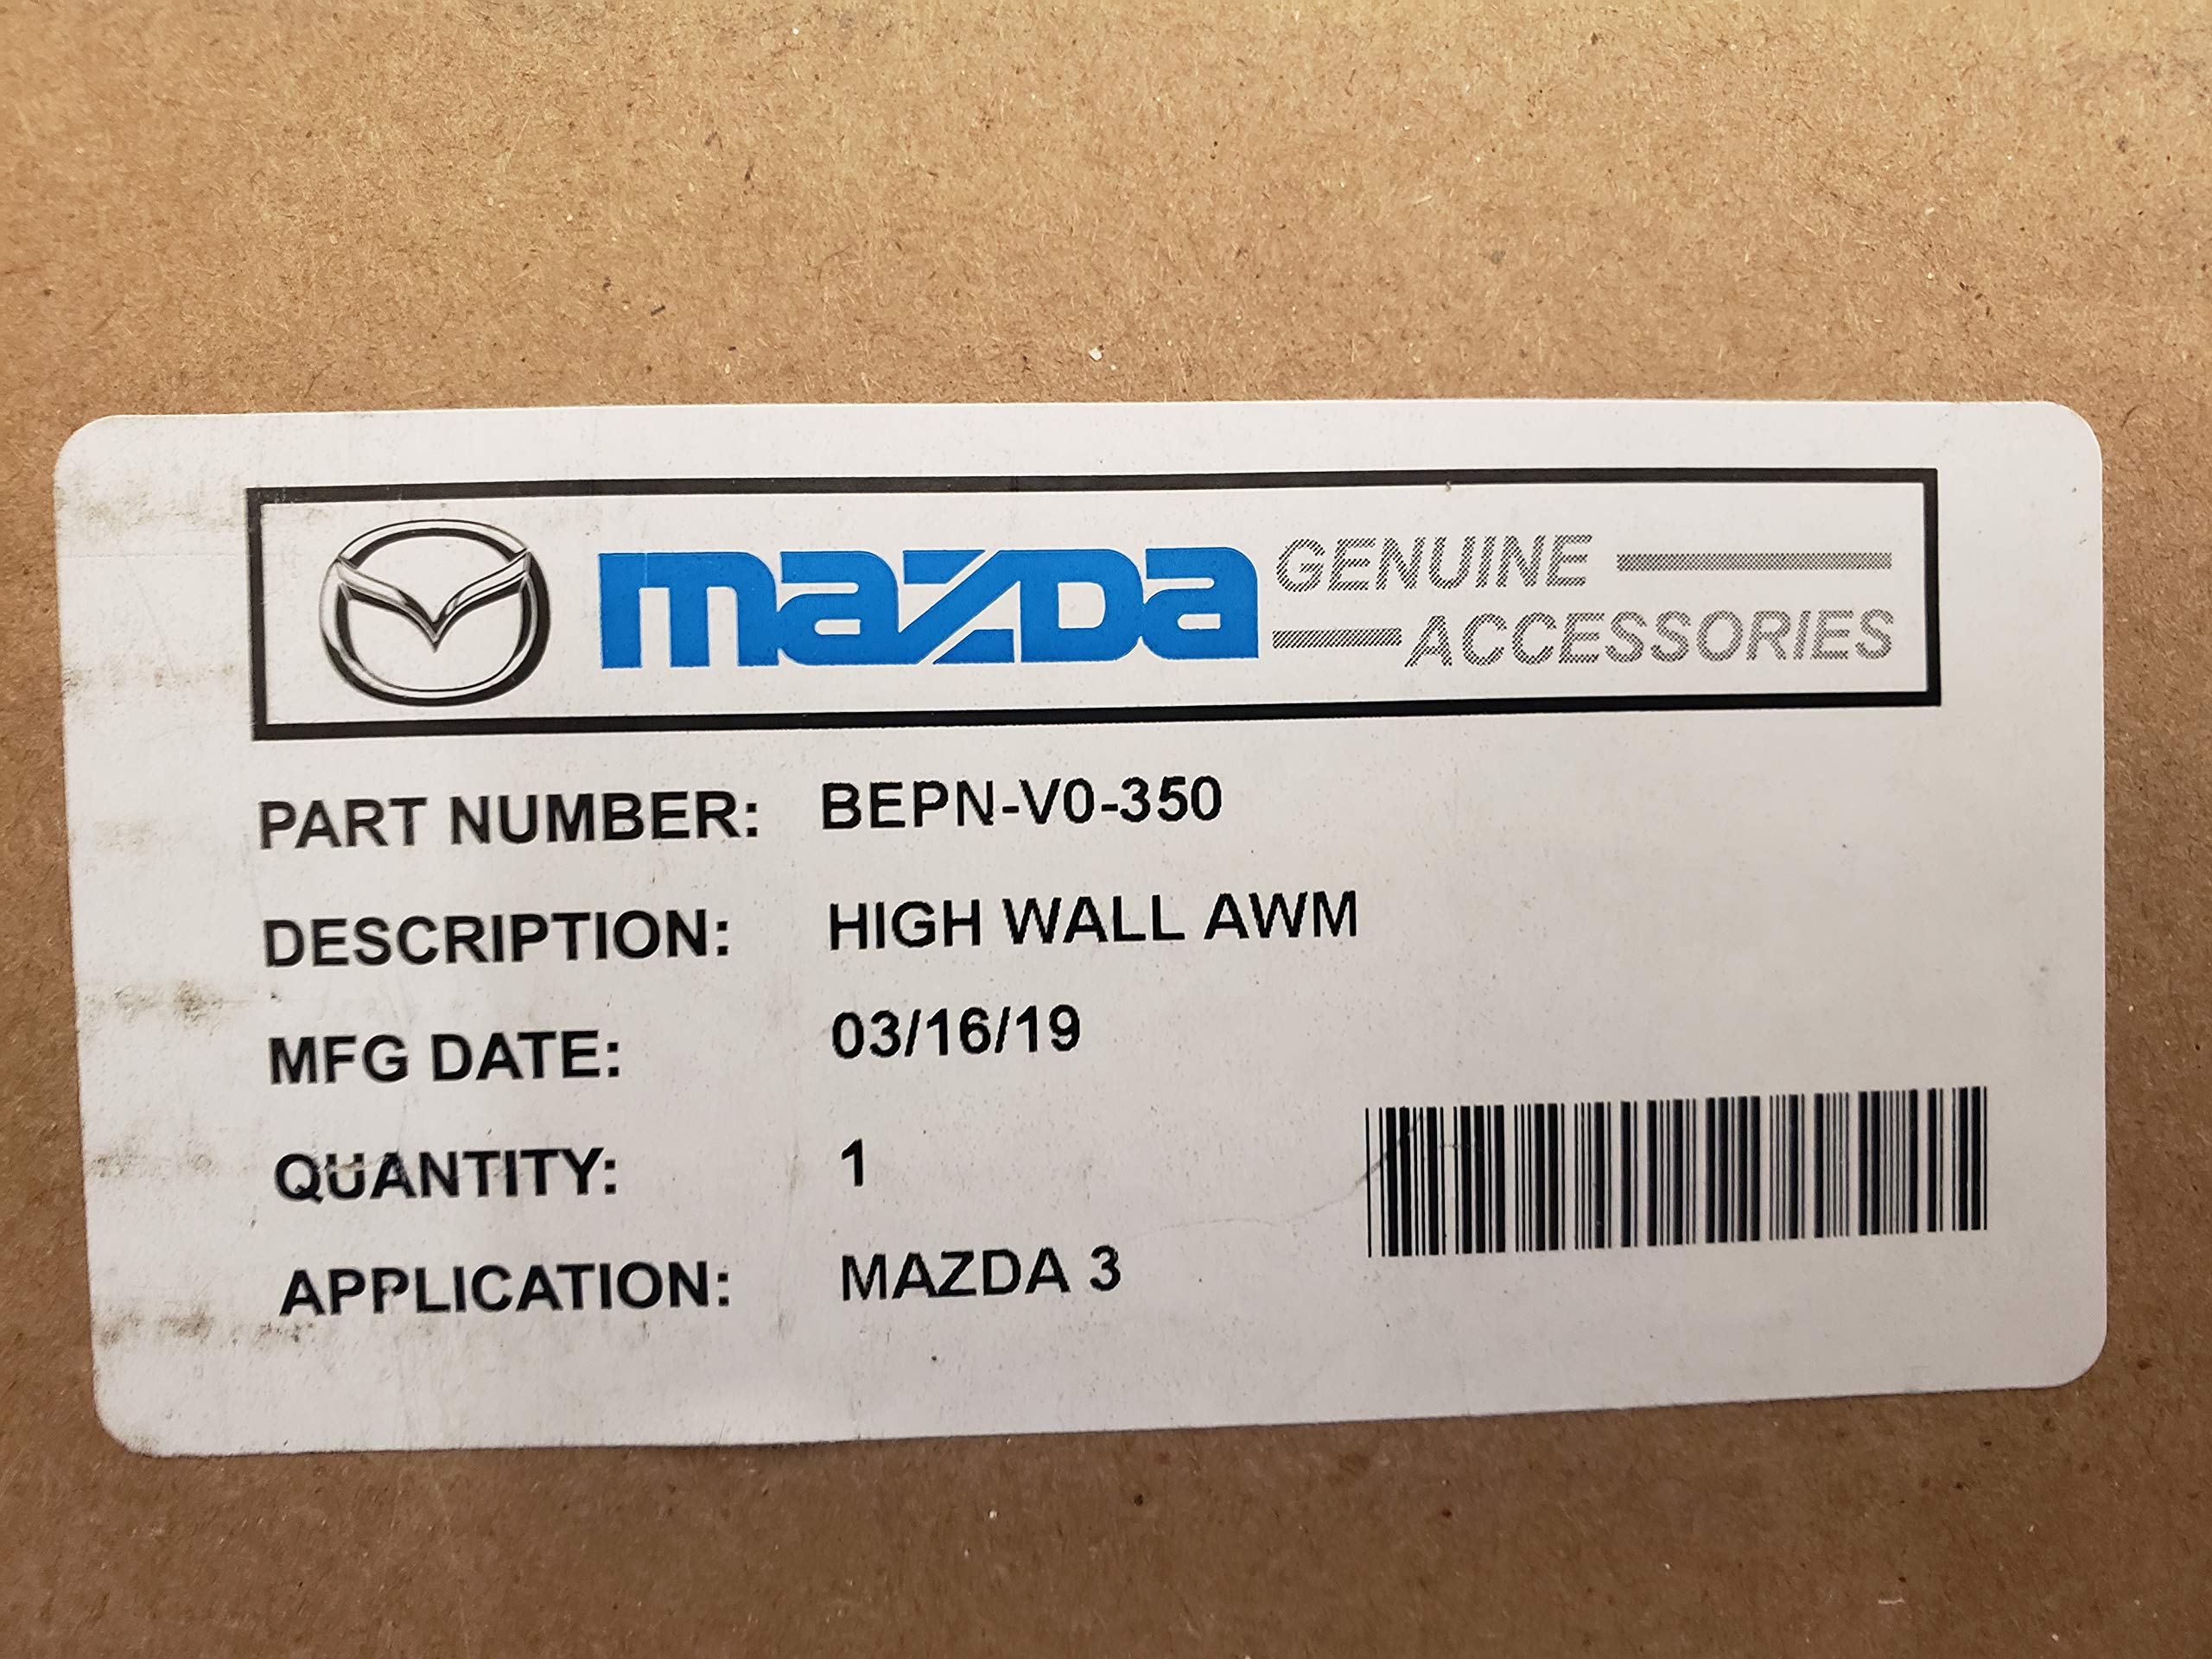 mazda GENUINE
ACCESSORIES
PART NUMBER: BEPN-V0-350
DESCRIPTION: HIGH WALL AWM
MFG DATE: 03/16/19
QUANTITY: 1
APPLICATION: MAZDA 3